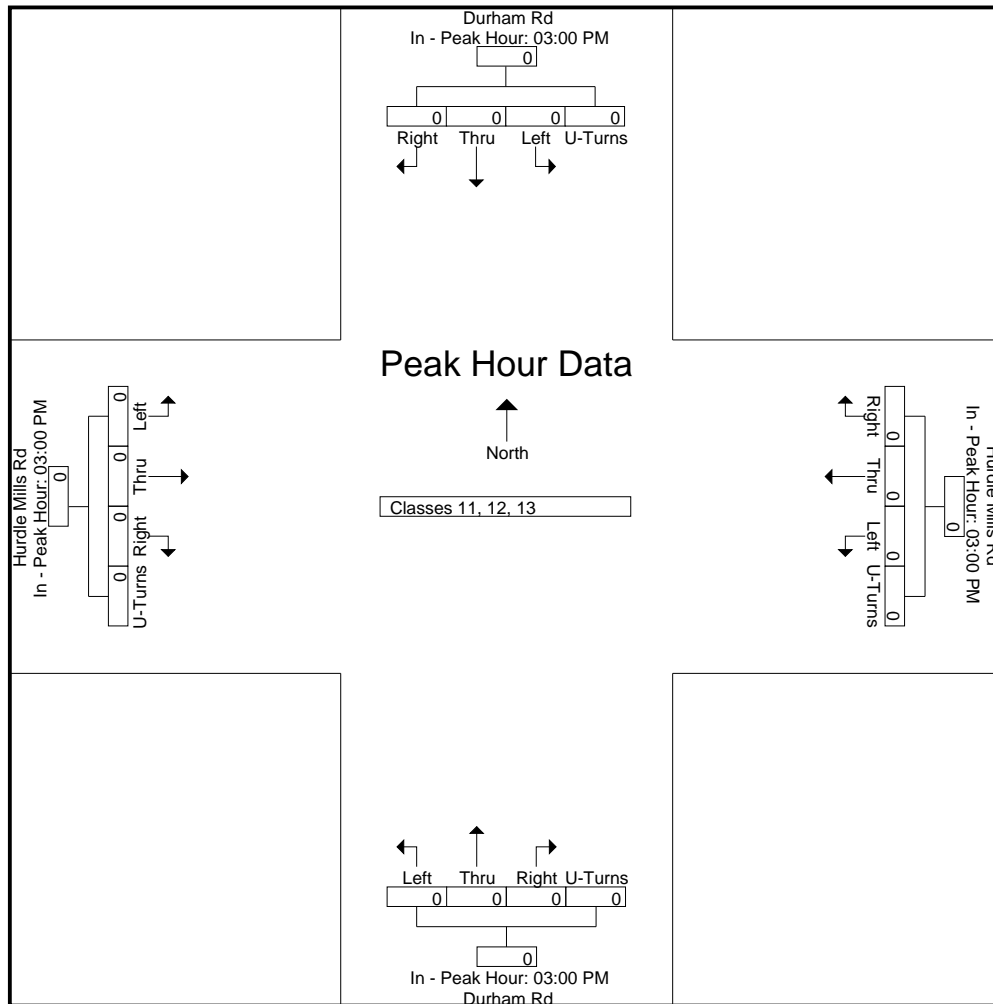 Durham Rd
In - Peak Hour: 03:00 PM
0
0 0 0 0
Right Thru Left U-Turns
Peak Hour Data
North
Classes 11, 12, 13
Hurdle Mills Rd
In - Peak Hour: 03:00 PM
0
0 0 0 0
Left Thru Right U-Turns
Hurdle Mills Rd
In - Peak Hour: 03:00 PM
0
0 0 0 0
Right Thru Left U-Turns
Left Thru Right U-Turns
0 0 0 0
0
In - Peak Hour: 03:00 PM
Durham Rd